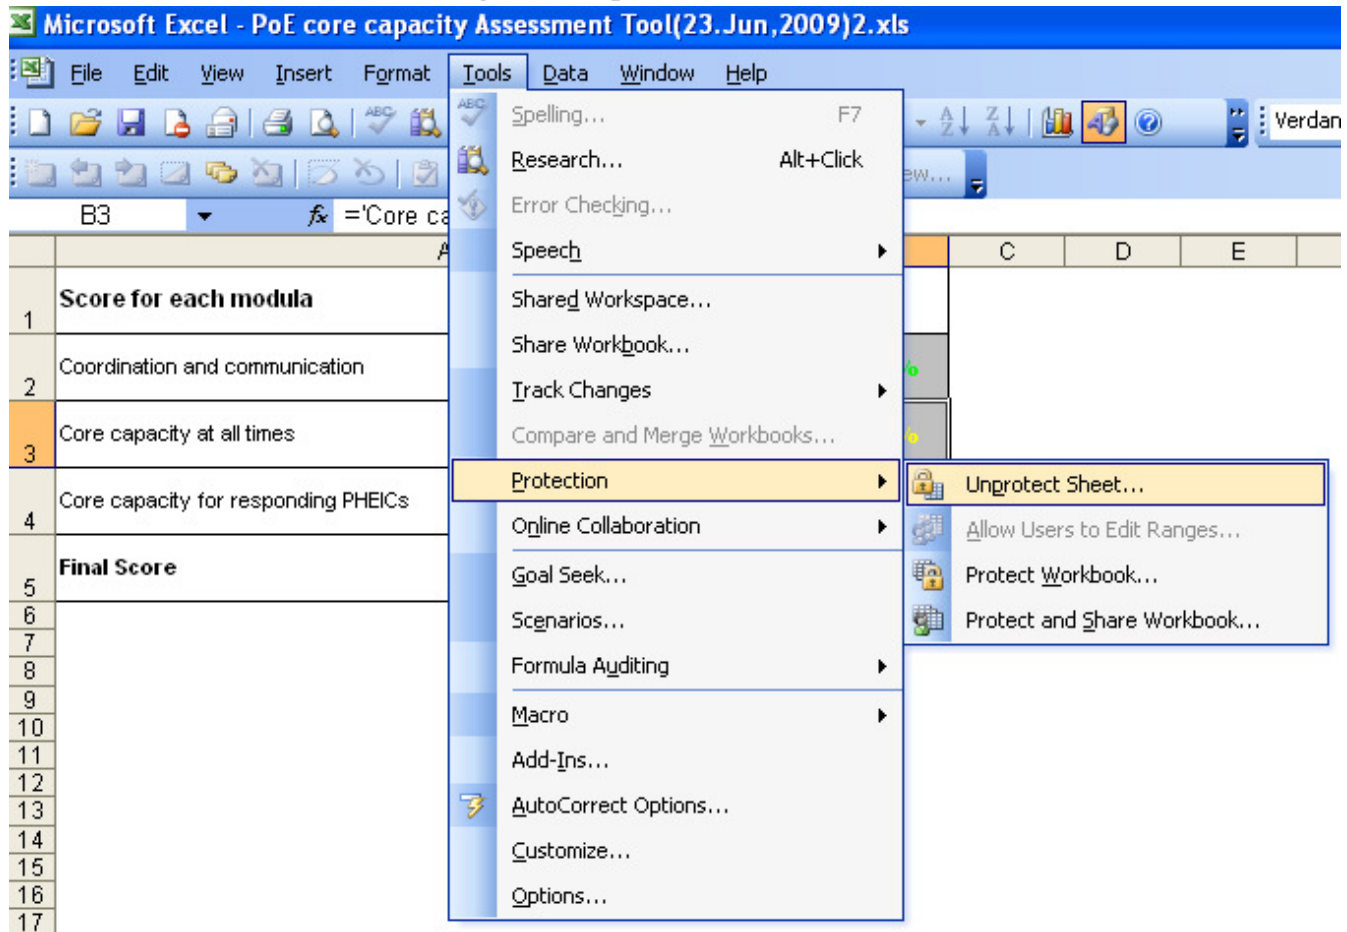 Microsoft Excel - PoE core capacity Assessment Tool(23.Jun,2009)2.xls
File Edit View Insert Format Tools Data Window Help
Verdan
ew...
B3 fx ='Core ca
A C D E
1 Score for each modula
2 Coordination and communication %
3 Core capacity at all times %
4 Core capacity for responding PHEICs
5 Final Score
6
7
8
9
10
11
12
13
14
15
16
17
ABC Spelling... F7
Research... Alt+Click
Error Checking...
Speech
Shared Workspace...
Share Workbook...
Track Changes
Compare and Merge Workbooks...
Protection
Online Collaboration
Goal Seek...
Scenarios...
Formula Auditing
Macro
Add-Ins...
AutoCorrect Options...
Customize...
Options...
Unprotect Sheet...
Allow Users to Edit Ranges...
Protect Workbook...
Protect and Share Workbook...